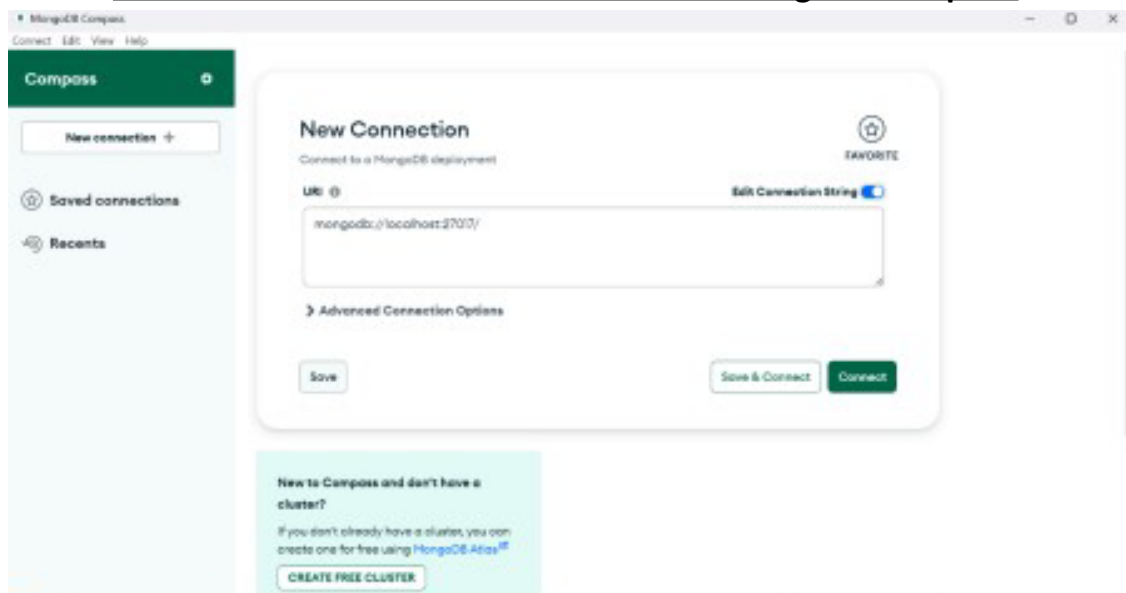 MongoDB Compass
Connect Edit View Help
Compass
New connection +
Saved connections
Recents
New Connection
Connect to a MongoDB deployment
FAVORITE
URI
Edit Connection String
mongodb://localhost:27017/
Advanced Connection Options
Save
Save & Connect
Connect
New to Compass and don't have a
cluster?
If you don't already have a cluster, you can
create one for free using MongoDB Atlas
CREATE FREE CLUSTER